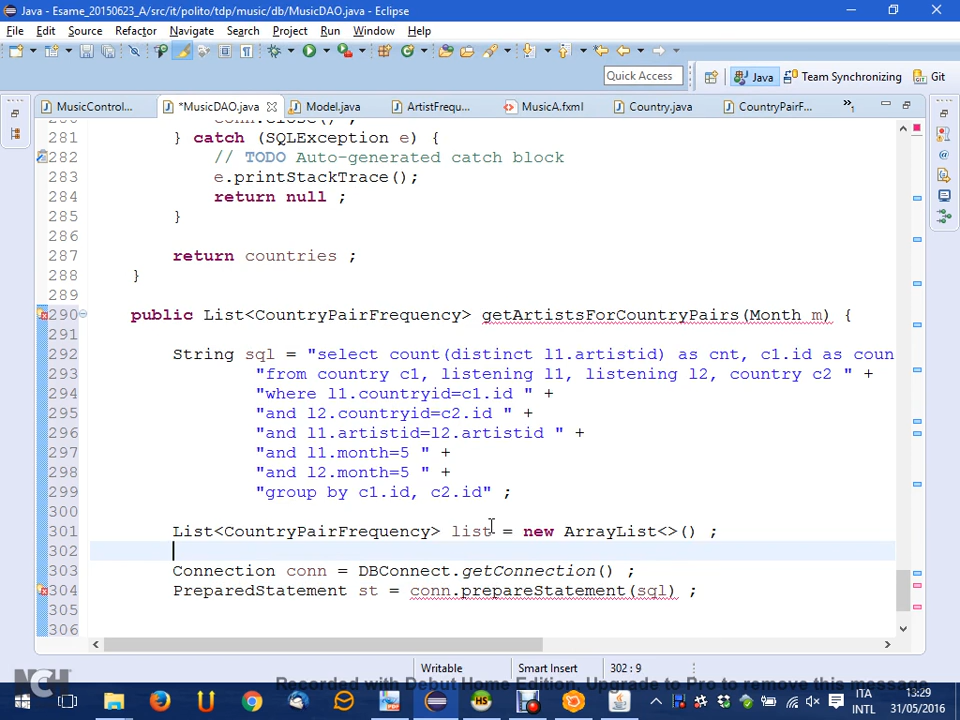 Java - Esame_20150623_A/src/it/polito/tdp/music/db/MusicDAO.java - Eclipse
File Edit Source Refactor Navigate Search Project Run Window Help
Quick Access Java Team Synchronizing Git
MusicControl... *MusicDAO.java Model.java ArtistFrequ... MusicA.fxml Country.java CountryPairF... »1
conn.close() ;
281 } catch (SQLException e) {
282 // TODO Auto-generated catch block
283 e.printStackTrace();
284 return null ;
285 }
286
287 return countries ;
288 }
289
290 public List<CountryPairFrequency> getArtistsForCountryPairs(Month m) {
291
292 String sql = "select count(distinct l1.artistid) as cnt, c1.id as coun
293 "from country c1, listening l1, listening l2, country c2 " +
294 "where l1.countryid=c1.id " +
295 "and l2.countryid=c2.id " +
296 "and l1.artistid=l2.artistid " +
297 "and l1.month=5 " +
298 "and l2.month=5 " +
299 "group by c1.id, c2.id" ;
300
301 List<CountryPairFrequency> list = new ArrayList<>() ;
302
303 Connection conn = DBConnect.getConnection() ;
304 PreparedStatement st = conn.prepareStatement(sql) ;
305
306
Writable Smart Insert 302 : 9
NCH Recorded with Debut Home Edition, Upgrade to Pro to remove this message
ITA 13:29
INTL 31/05/2016